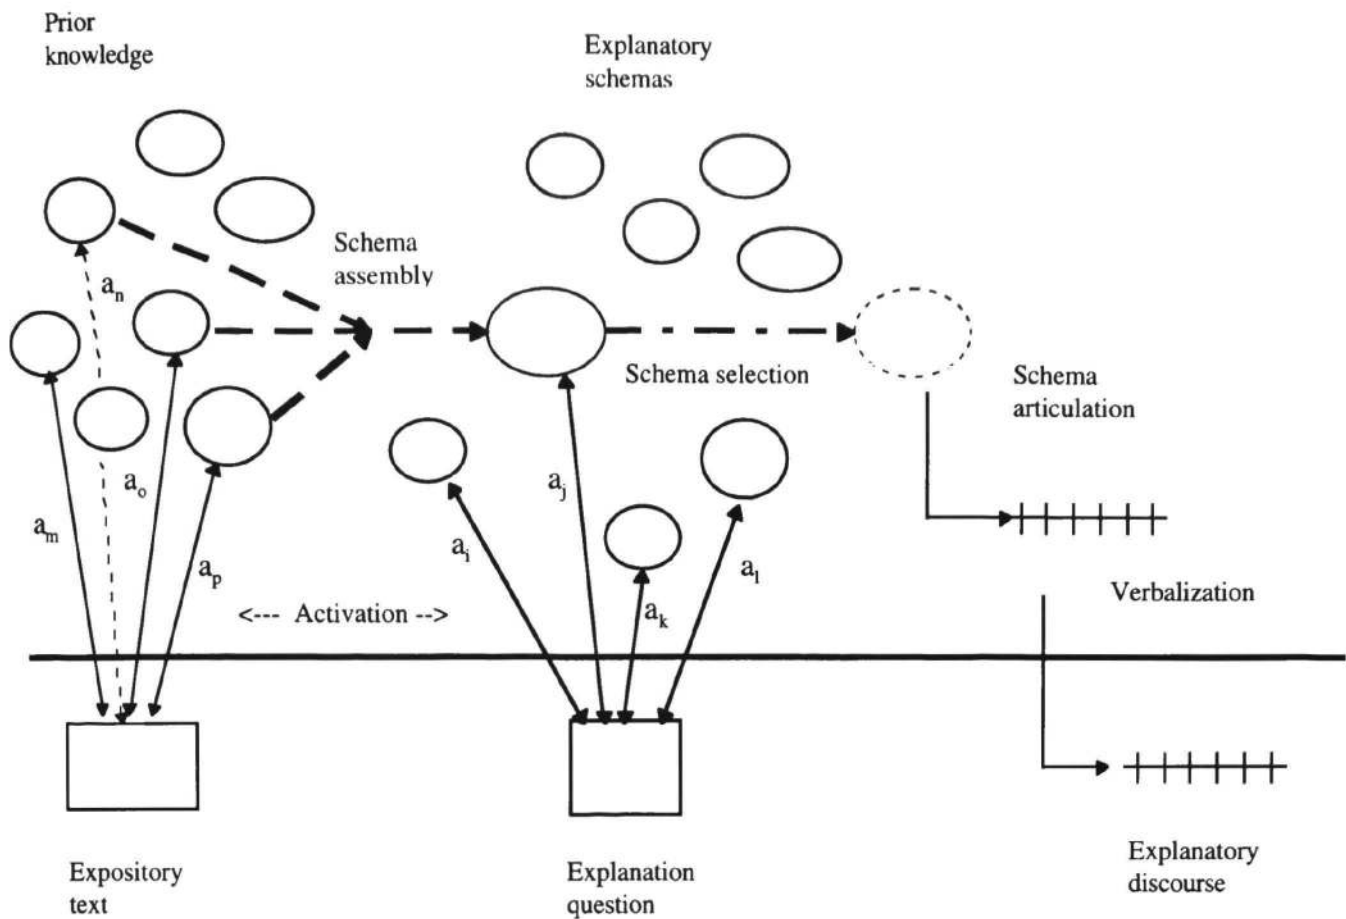 Prior
knowledge
Explanatory
schemas
Schema
assembly
a_n
Schema selection
Schema
articulation
a_o
a_j
a_m
a_i
a_p
a_l
a_k
<--- Activation -->
Verbalization
Expository
text
Explanation
question
Explanatory
discourse